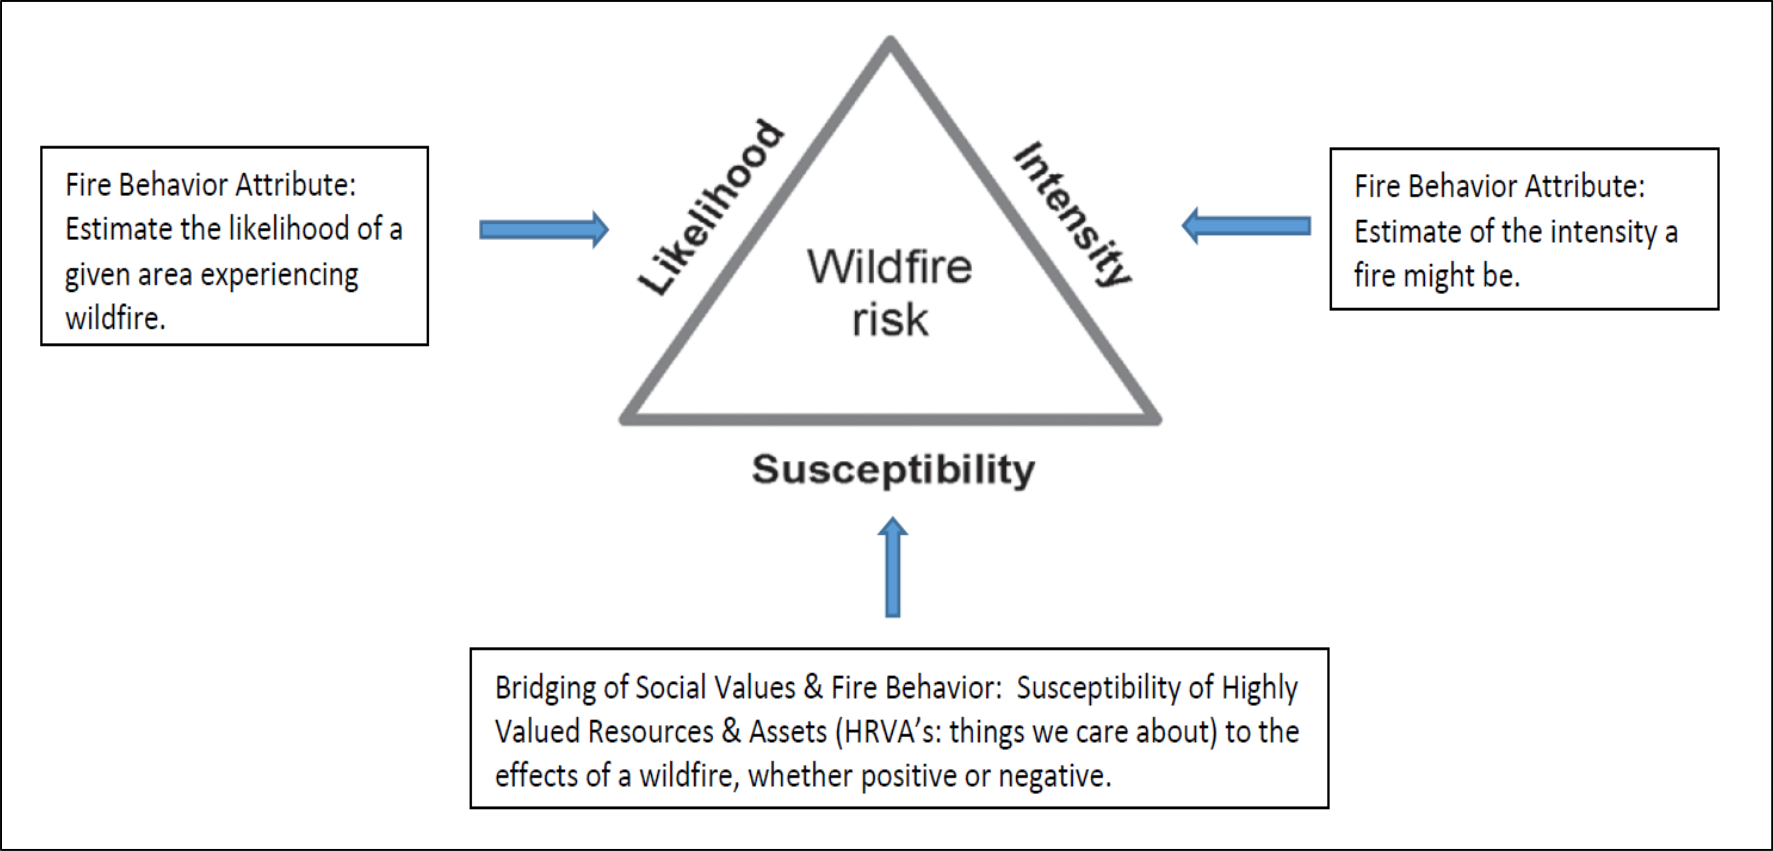 Likelihood
Intensity
Wildfire
risk
Susceptibility
Fire Behavior Attribute:
Estimate the likelihood of a
given area experiencing
wildfire.
Fire Behavior Attribute:
Estimate of the intensity a
fire might be.
Bridging of Social Values & Fire Behavior:  Susceptibility of Highly
Valued Resources & Assets (HRVA’s: things we care about) to the
effects of a wildfire, whether positive or negative.